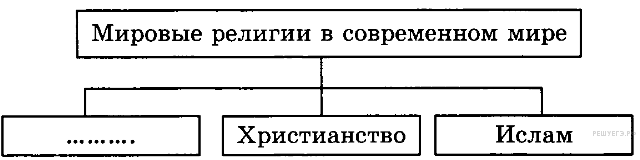 Мировые религии в современном мире
..........
Христианство
Ислам